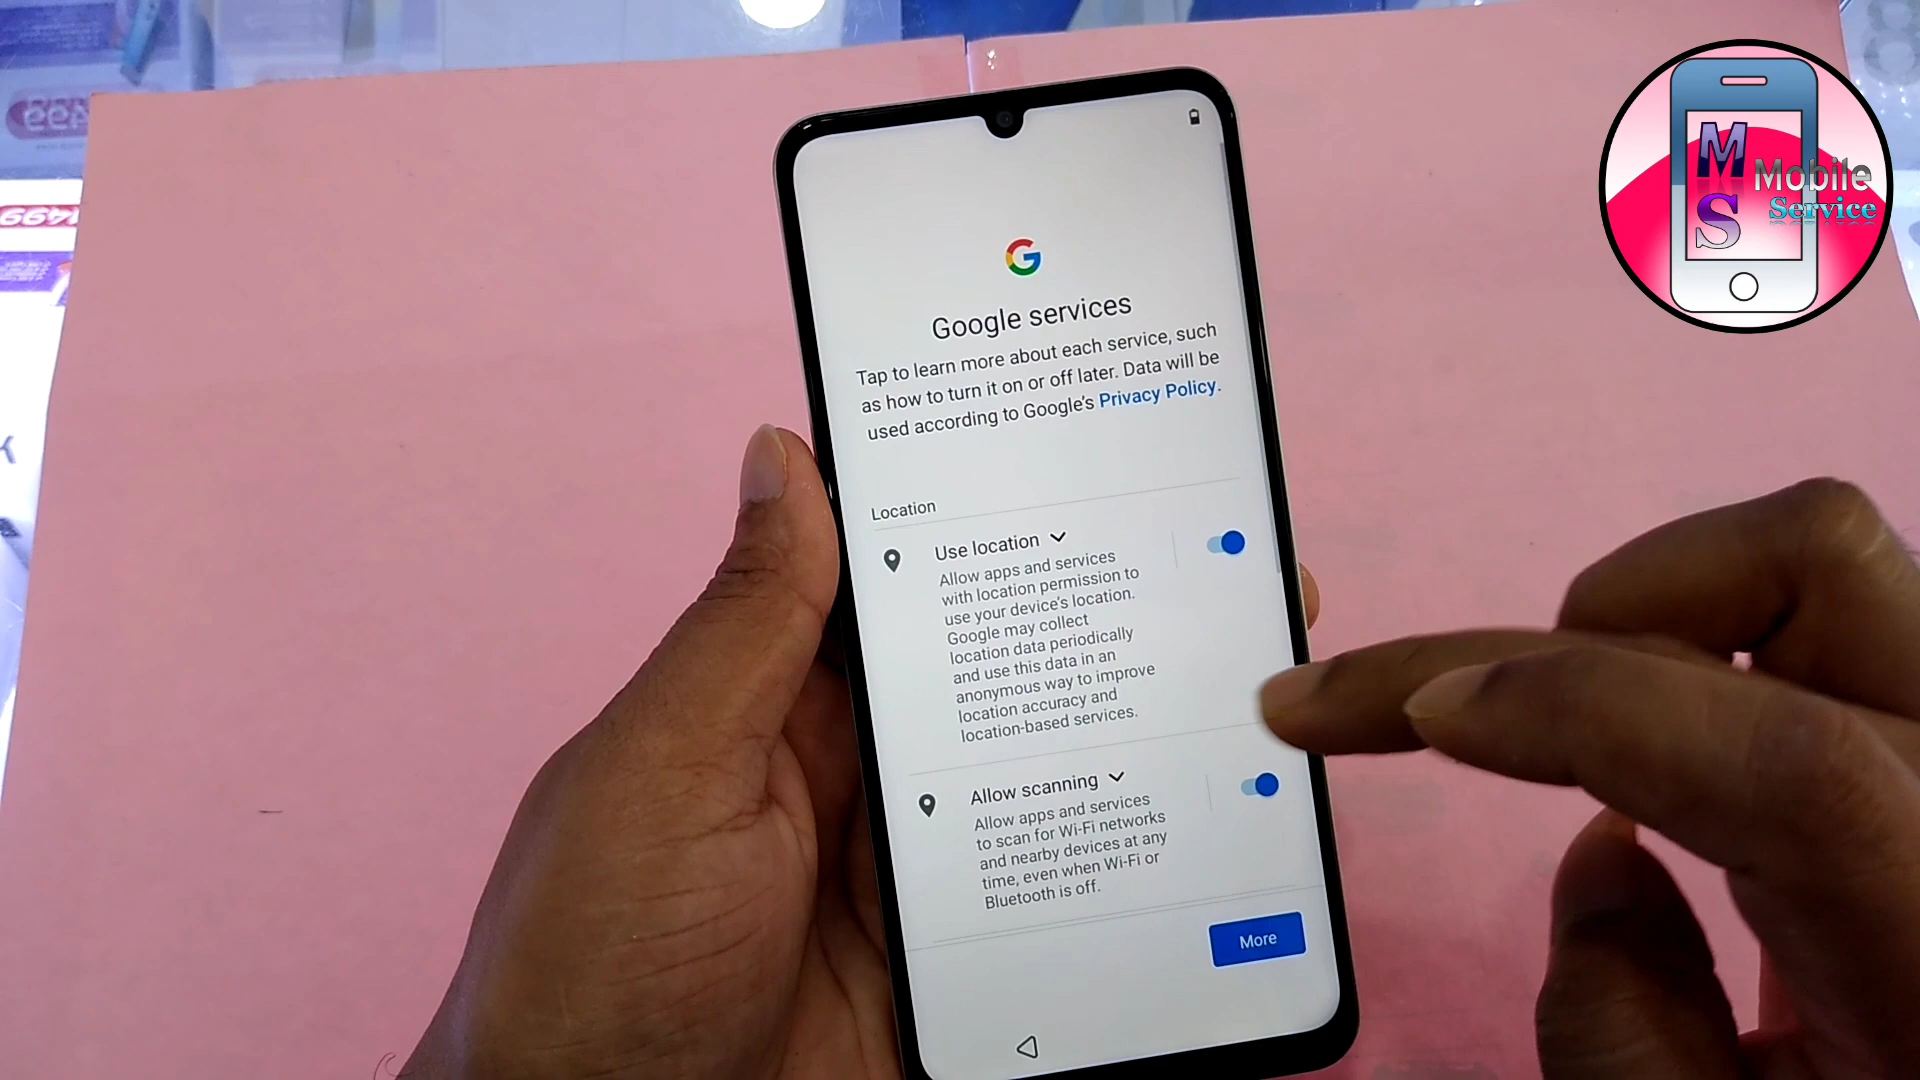 Google services
Tap to learn more about each service, such
as how to turn it on or off later. Data will be
used according to Google's Privacy Policy.
Location
Use location
Allow apps and services
with location permission to
use your device's location.
Google may collect
location data periodically
and use this data in an
anonymous way to improve
location accuracy and
location-based services.
Allow scanning
Allow apps and services
to scan for Wi-Fi networks
and nearby devices at any
time, even when Wi-Fi or
Bluetooth is off.
More
M
S
Mobile
Service